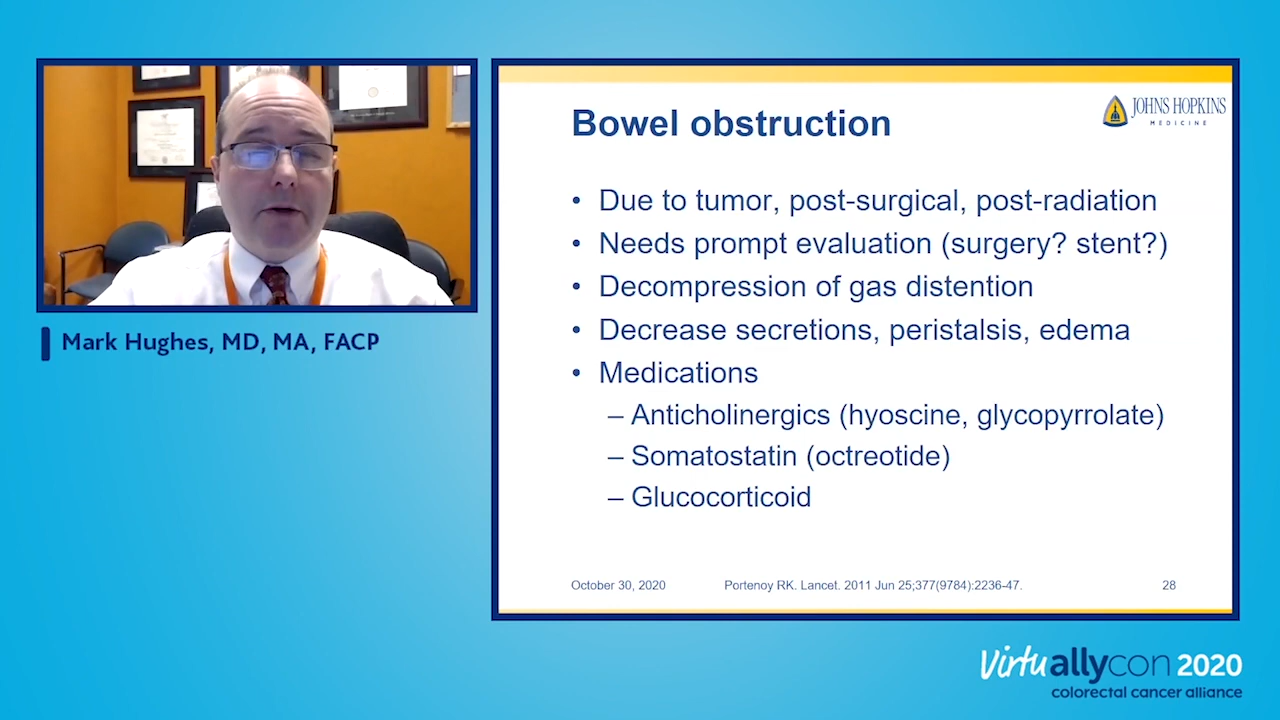 Mark Hughes, MD, MA, FACP
Bowel obstruction
JOHNS HOPKINS
MEDICINE
• Due to tumor, post-surgical, post-radiation
• Needs prompt evaluation (surgery? stent?)
• Decompression of gas distention
• Decrease secretions, peristalsis, edema
• Medications
– Anticholinergics (hyoscine, glycopyrrolate)
– Somatostatin (octreotide)
– Glucocorticoid
October 30, 2020 Portenoy RK. Lancet. 2011 Jun 25;377(9784):2236-47. 28
Virtuallycon 2020
colorectal cancer alliance